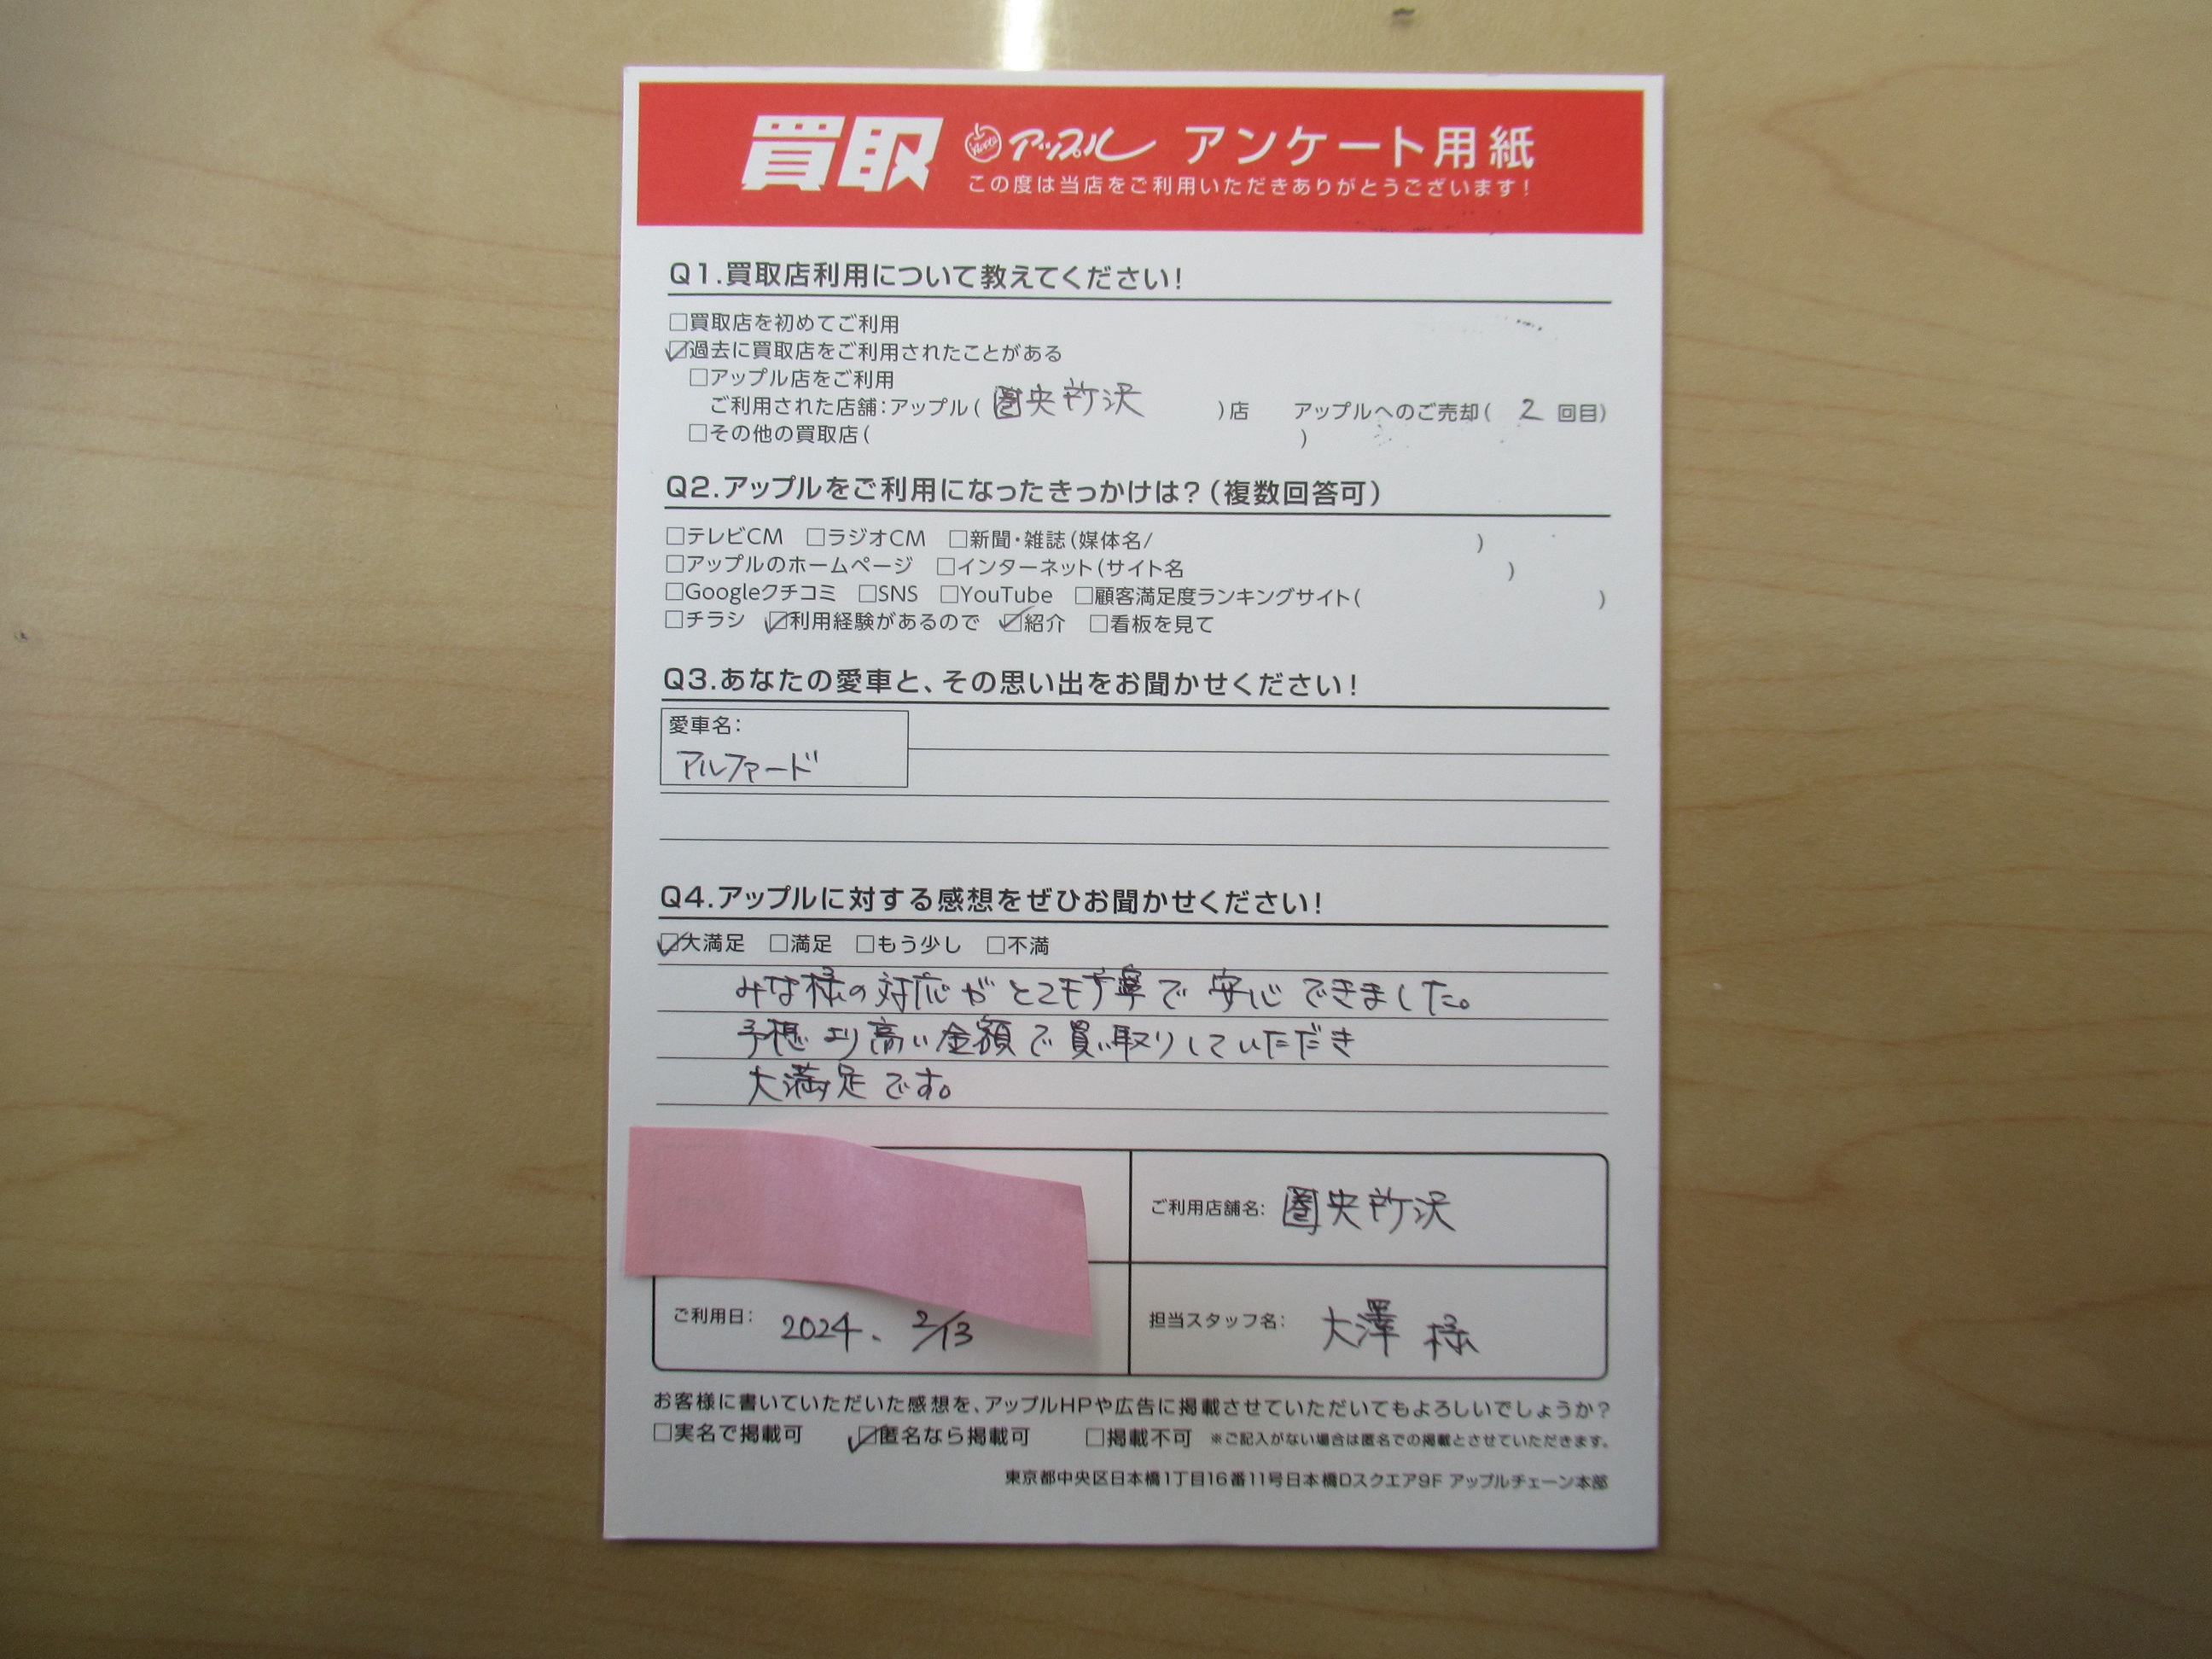 買取 アップル アンケート用紙
この度は当店をご利用いただきありがとうございます!
Q1.買取店利用について教えてください!
□買取店を初めてご利用
☑過去に買取店をご利用されたことがある
□アップル店をご利用
ご利用された店舗:アップル(圏央所沢)店 アップルへのご売却(2回目)
□その他の買取店( )
Q2.アップルをご利用になったきっかけは?(複数回答可)
□テレビCM □ラジオCM □新聞・雑誌(媒体名/ )
□アップルのホームページ □インターネット(サイト名 )
□Googleクチコミ □SNS □YouTube □顧客満足度ランキングサイト( )
□チラシ ☑利用経験があるので ☑紹介 □看板を見て
Q3.あなたの愛車と、その思い出をお聞かせください!
愛車名:
アルファード
Q4.アップルに対する感想をぜひお聞かせください!
☑大満足 □満足 □もう少し □不満
みな様の対応がとても丁寧で安心できました。
予想より高い金額で買い取りしていただき
大満足です。
ご利用店舗名: 圏央所沢
ご利用日: 2024. 2/13
担当スタッフ名: 大澤 様
お客様に書いていただいた感想を、アップルHPや広告に掲載させていただいてもよろしいでしょうか?
□実名で掲載可 ☑匿名なら掲載可 □掲載不可 ※ご記入がない場合は匿名での掲載とさせていただきます。
東京都中央区日本橋1丁目16番11号日本橋Dスクエア9F アップルチェーン本部